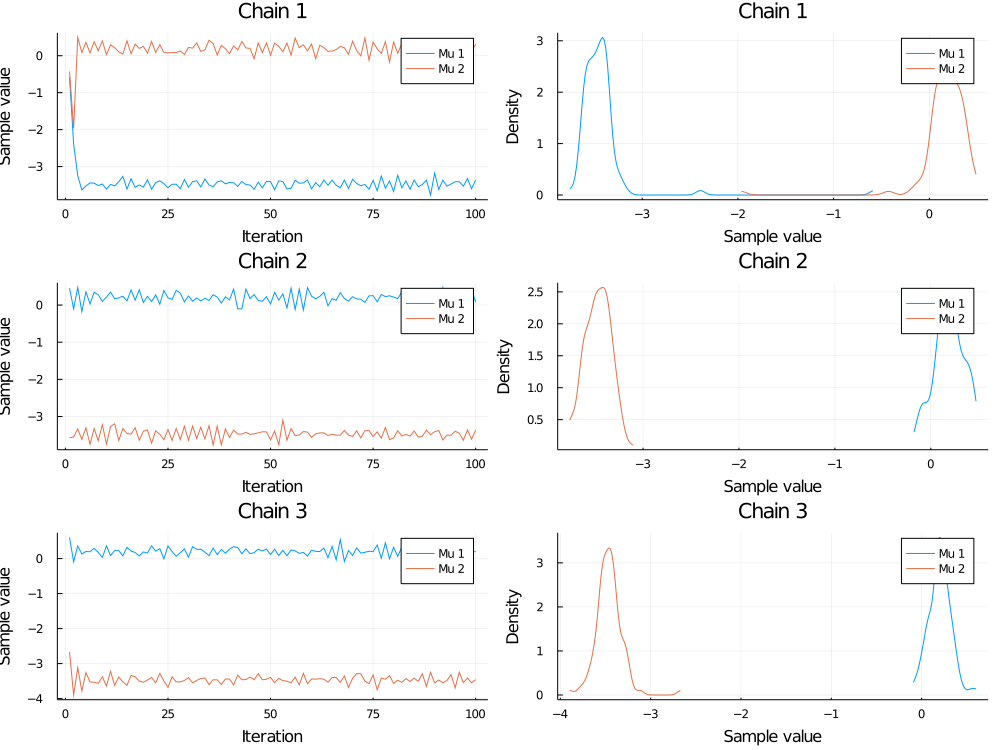 Chain 1
Chain 1
Sample value
0
−1
−2
−3
Mu 1
Mu 2
0
25
50
75
100
Iteration
Density
3
2
1
0
Mu 1
Mu 2
−3
−2
−1
0
Sample value
Chain 2
Chain 2
Sample value
0
−1
−2
−3
Mu 1
Mu 2
0
25
50
75
100
Iteration
Density
2.5
2.0
1.5
1.0
0.5
Mu 1
Mu 2
−3
−2
−1
0
Sample value
Chain 3
Chain 3
Sample value
0
−1
−2
−3
−4
Mu 1
Mu 2
0
25
50
75
100
Iteration
Density
3
2
1
0
Mu 1
Mu 2
−4
−3
−2
−1
0
Sample value